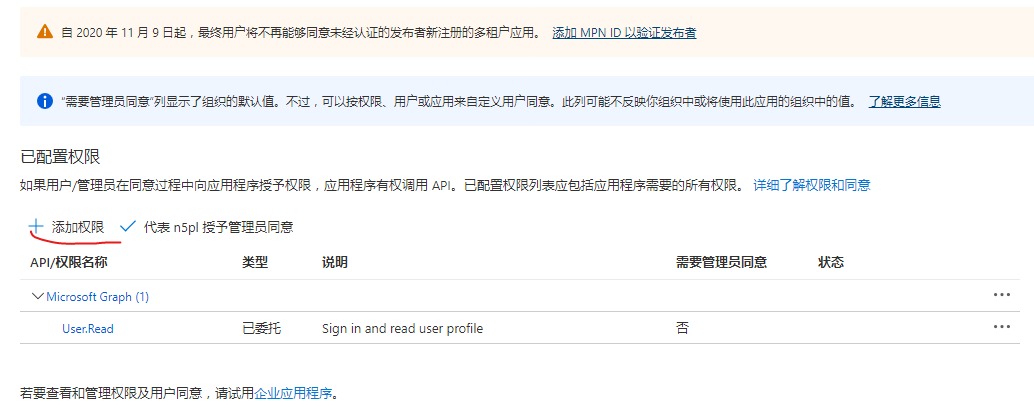 自 2020 年 11 月 9 日起，最终用户将不再能够同意未经认证的发布者新注册的多租户应用。 添加 MPN ID 以验证发布者
“需要管理员同意”列显示了组织的默认值。不过，可以按权限、用户或应用来自定义用户同意。此列可能不反映你组织中或将使用此应用的组织中的值。 了解更多信息
已配置权限
如果用户/管理员在同意过程中向应用程序授予权限，应用程序有权调用 API。已配置权限列表应包括应用程序需要的所有权限。 详细了解权限和同意
添加权限 代表 n5pl 授予管理员同意
API/权限名称 类型 说明 需要管理员同意 状态
Microsoft Graph (1)
User.Read 已委托 Sign in and read user profile 否
若要查看和管理权限及用户同意，请试用企业应用程序。